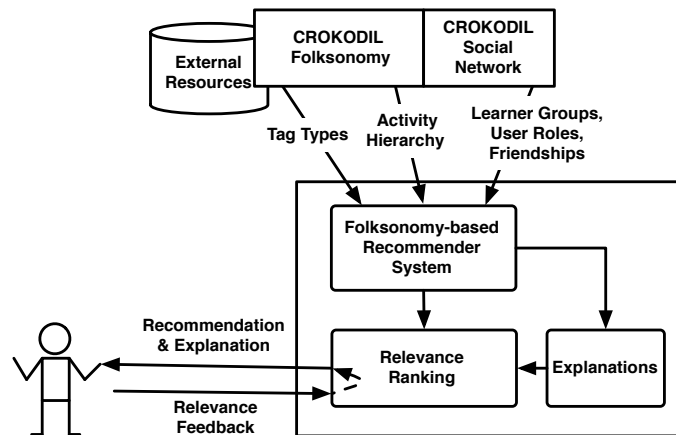 External
Resources
CROKODIL
Folksonomy
CROKODIL
Social
Network
Tag Types
Activity
Hierarchy
Learner Groups,
User Roles,
Friendships
Folksonomy-based
Recommender
System
Recommendation
& Explanation
Relevance
Ranking
Explanations
Relevance
Feedback